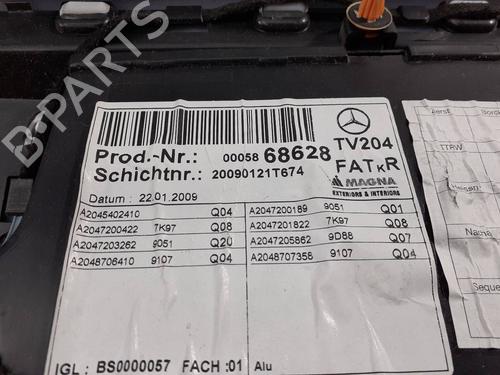 B-PARTS
Prod.-Nr.: 00058 68628 TV204
Schichtnr.: 20090121T674 FATKR
MAGNA
EXTERIORS & INTERIORS
Datum : 22.01.2009
A2045402410 Q04 A2047200189 9051 Q01
A2047200422 7K97 Q08 A2047201822 7K97 Q08
A2047203262 9051 Q20 A2047205862 9D88 Q07
A2048706410 9107 Q04 A2048707358 9107 Q04
IGL : BS0000057 FACH :01 Alu
TTRW
Name
Seque